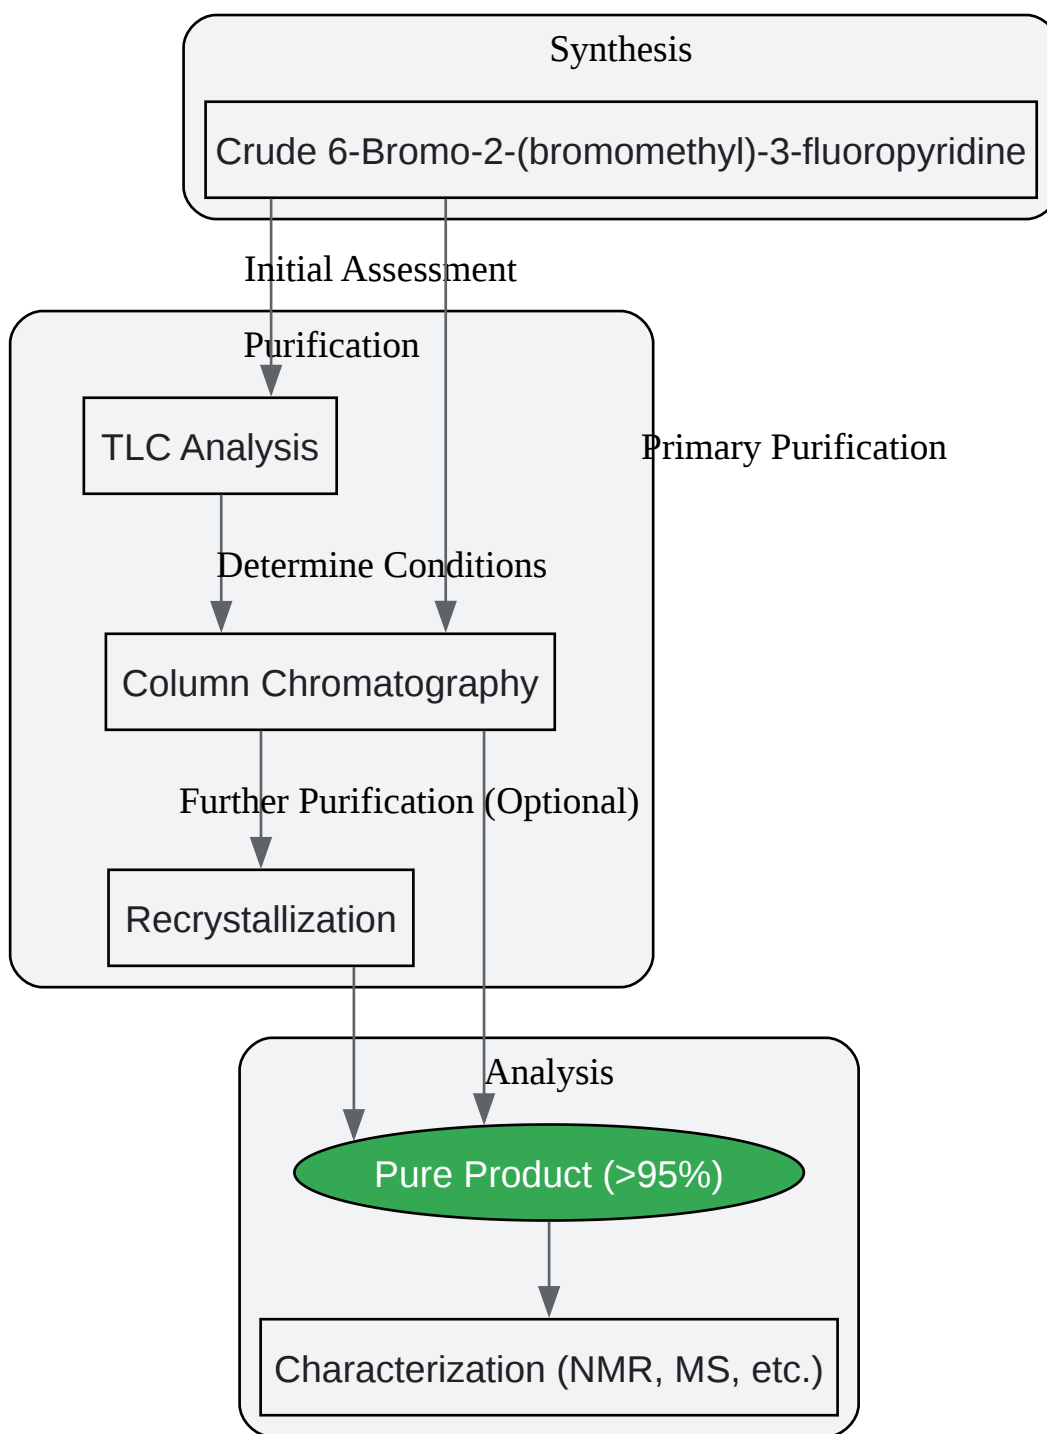 Synthesis
Crude 6-Bromo-2-(bromomethyl)-3-fluoropyridine
Initial Assessment
Purification
TLC Analysis
Primary Purification
Determine Conditions
Column Chromatography
Further Purification (Optional)
Recrystallization
Analysis
Pure Product (>95%)
Characterization (NMR, MS, etc.)